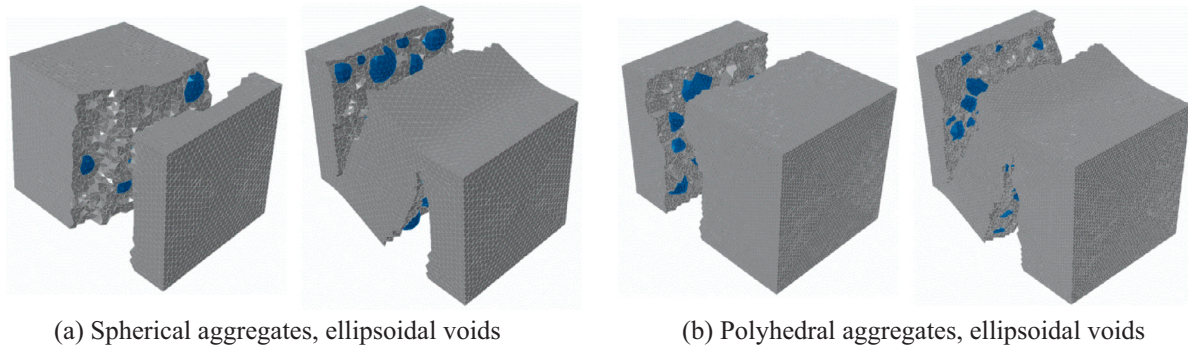 (a) Spherical aggregates, ellipsoidal voids
(b) Polyhedral aggregates, ellipsoidal voids